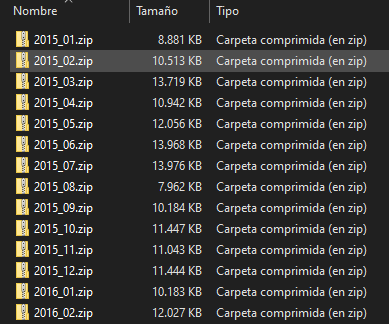 Nombre Tamaño Tipo
2015_01.zip 8.881 KB Carpeta comprimida (en zip)
2015_02.zip 10.513 KB Carpeta comprimida (en zip)
2015_03.zip 13.719 KB Carpeta comprimida (en zip)
2015_04.zip 10.942 KB Carpeta comprimida (en zip)
2015_05.zip 12.056 KB Carpeta comprimida (en zip)
2015_06.zip 13.968 KB Carpeta comprimida (en zip)
2015_07.zip 13.976 KB Carpeta comprimida (en zip)
2015_08.zip 7.962 KB Carpeta comprimida (en zip)
2015_09.zip 10.184 KB Carpeta comprimida (en zip)
2015_10.zip 11.447 KB Carpeta comprimida (en zip)
2015_11.zip 11.043 KB Carpeta comprimida (en zip)
2015_12.zip 11.444 KB Carpeta comprimida (en zip)
2016_01.zip 10.183 KB Carpeta comprimida (en zip)
2016_02.zip 12.027 KB Carpeta comprimida (en zip)